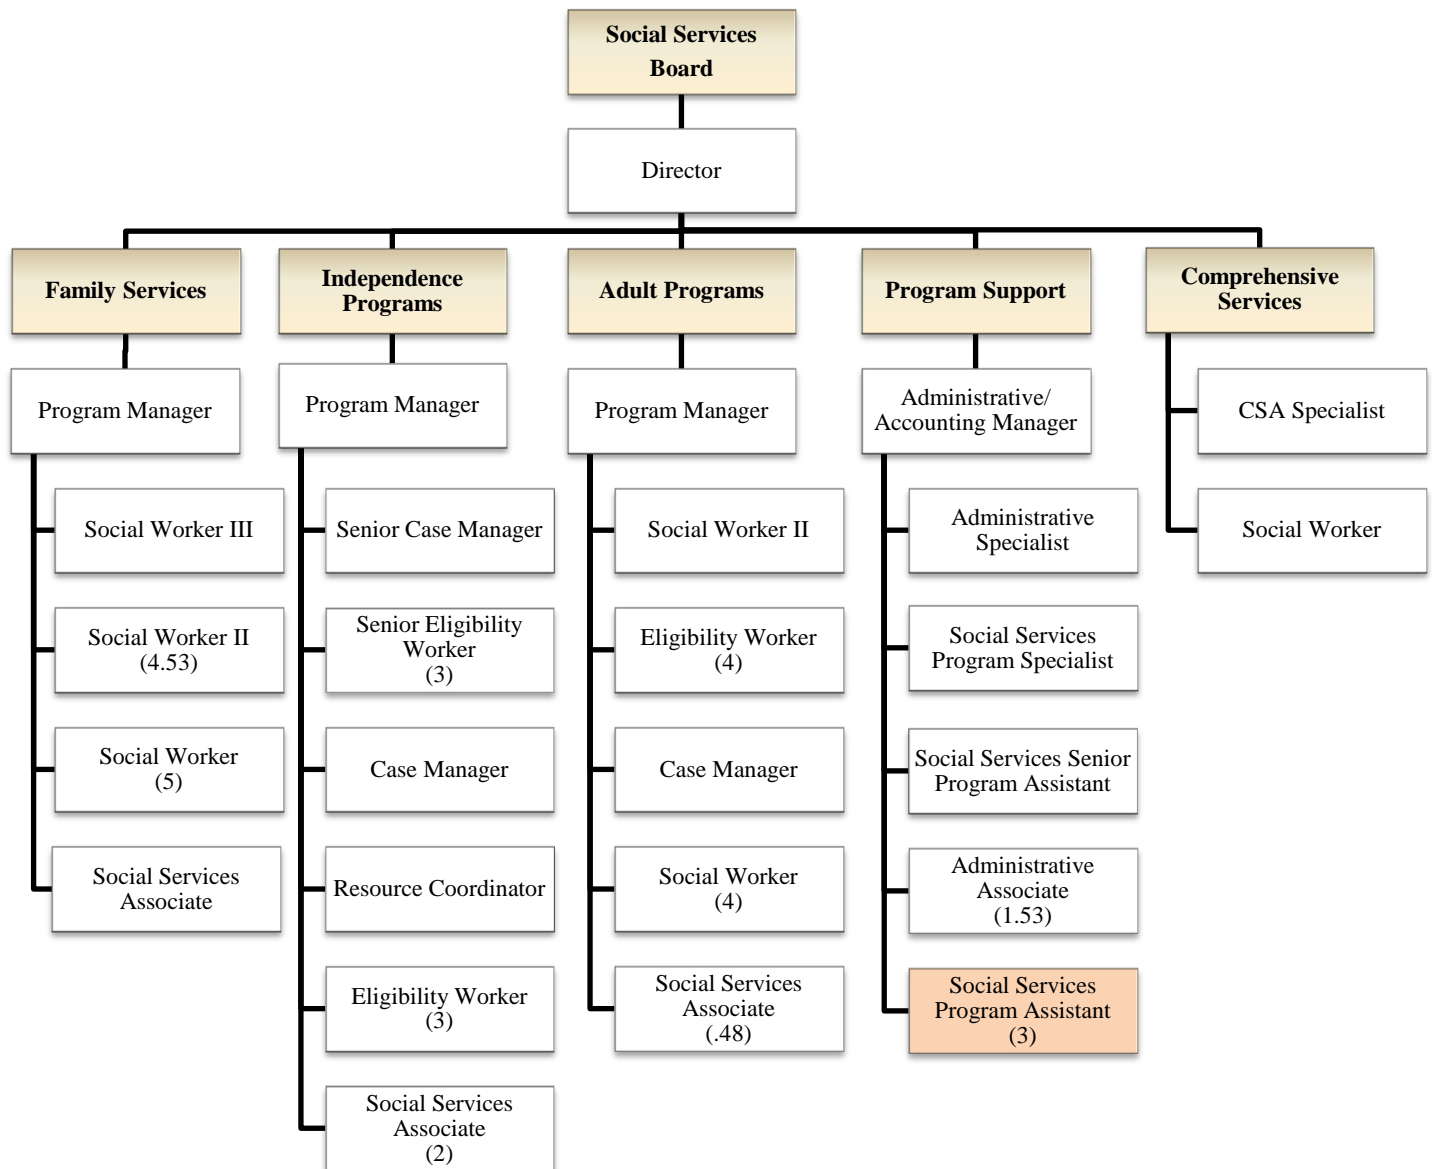 Social Services
Board
Director
Family Services
Independence
Programs
Adult Programs
Program Support
Comprehensive
Services
Program Manager
Social Worker III
Social Worker II
(4.53)
Social Worker
(5)
Social Services
Associate
Program Manager
Senior Case Manager
Senior Eligibility
Worker
(3)
Case Manager
Resource Coordinator
Eligibility Worker
(3)
Social Services
Associate
(2)
Program Manager
Social Worker II
Eligibility Worker
(4)
Case Manager
Social Worker
(4)
Social Services
Associate
(.48)
Administrative/
Accounting Manager
Administrative
Specialist
Social Services
Program Specialist
Social Services Senior
Program Assistant
Administrative
Associate
(1.53)
Social Services
Program Assistant
(3)
CSA Specialist
Social Worker